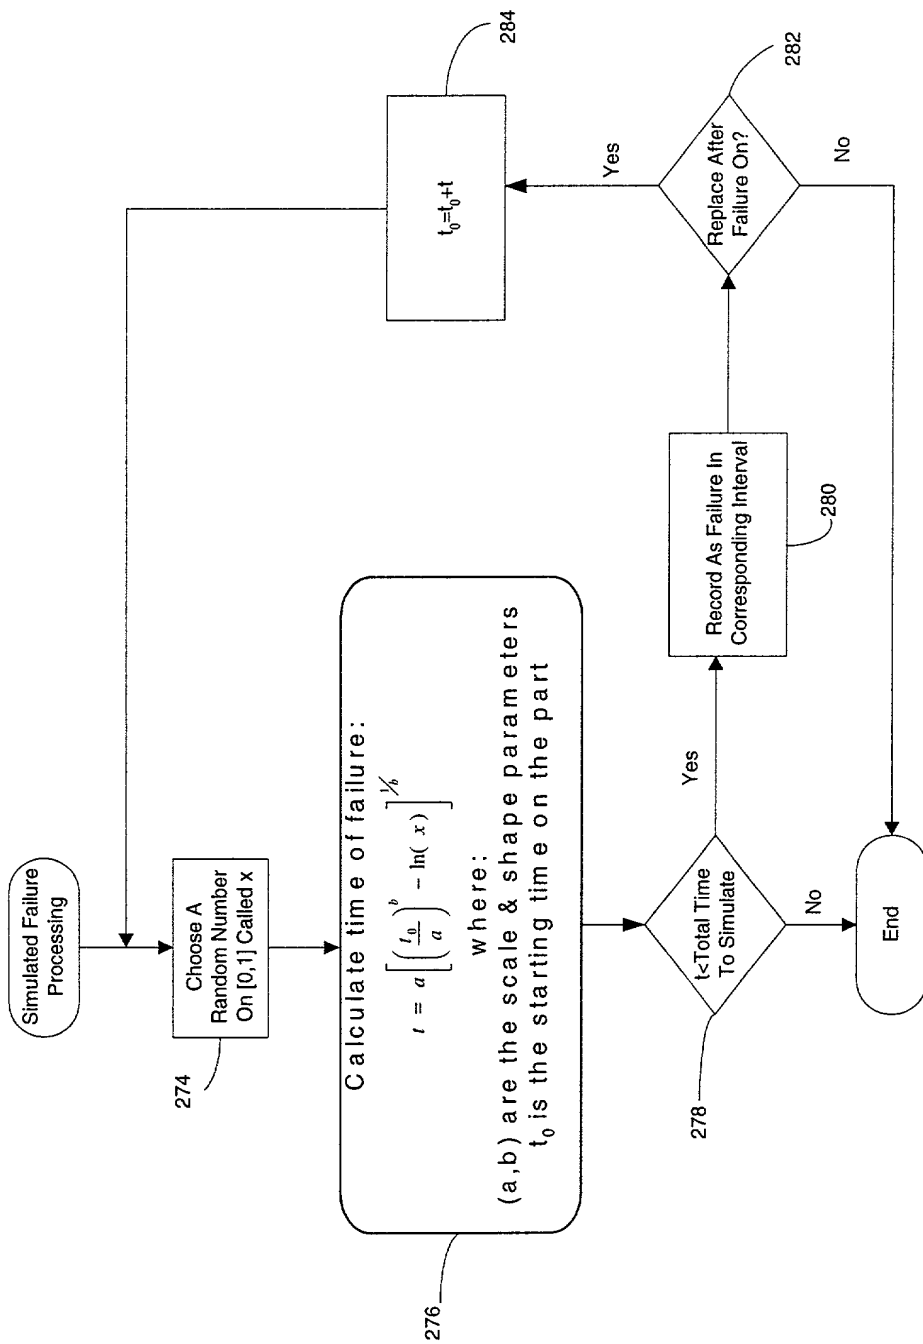 Simulated Failure
Processing
Choose A
Random Number
On [0,1] Called x
274
Calculate time of failure:
t = a [ ( t₀ / a )ᵇ − ln( x ) ]^{1/b}
where:
(a,b) are the scale & shape parameters
t₀ is the starting time on the part
276
t<Total Time
To Simulate
278
Yes
No
Record As Failure In
Corresponding Interval
280
Replace After
Failure On?
282
Yes
No
t₀=t₀+t
284
End